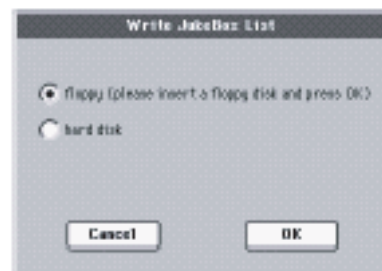 Write JukeBox List
floppy (please insert a floppy disk and press OK)
hard disk
Cancel
OK